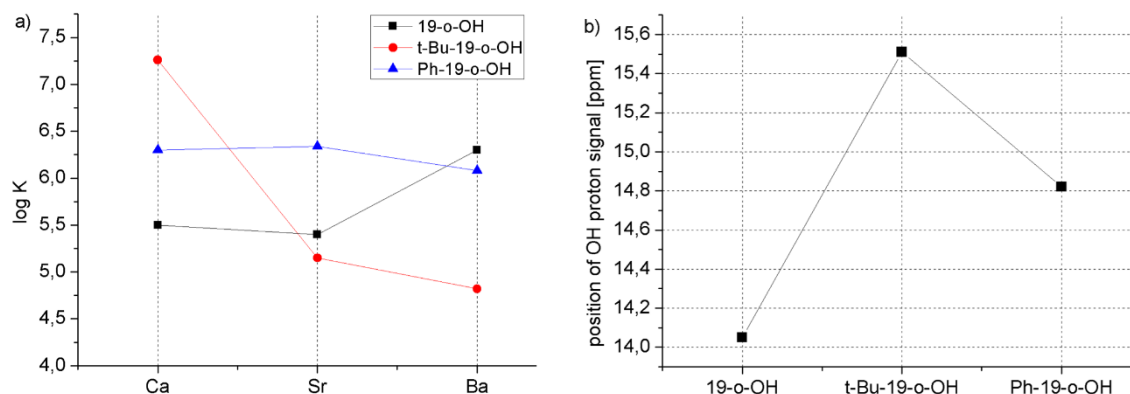 a)
19-o-OH
t-Bu-19-o-OH
Ph-19-o-OH
7,5
7,0
6,5
6,0
5,5
5,0
4,5
4,0
log K
Ca Sr Ba
b)
15,6
15,4
15,2
15,0
14,8
14,6
14,4
14,2
14,0
position of OH proton signal [ppm]
19-o-OH t-Bu-19-o-OH Ph-19-o-OH